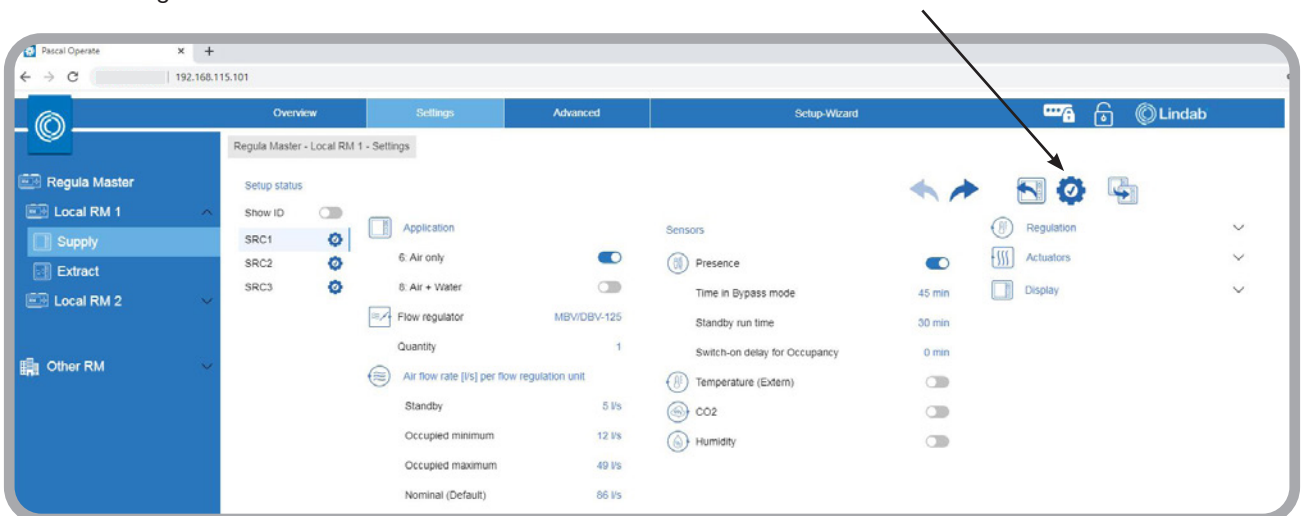 Pascal Operate
192.168.115.101
Overview Settings Advanced Setup-Wizard Lindab
Regula Master - Local RM 1 - Settings
Regula Master
Local RM 1
Supply
Extract
Local RM 2
Other RM
Setup status
Show ID
SRC1
SRC2
SRC3
Application
6: Air only
8: Air + Water
Flow regulator MBV/DBV-125
Quantity 1
Air flow rate [l/s] per flow regulation unit
Standby 5 l/s
Occupied minimum 12 l/s
Occupied maximum 49 l/s
Nominal (Default) 86 l/s
Sensors
Presence
Time in Bypass mode 45 min
Standby run time 30 min
Switch-on delay for Occupancy 0 min
Temperature (Extern)
CO2
Humidity
Regulation
Actuators
Display